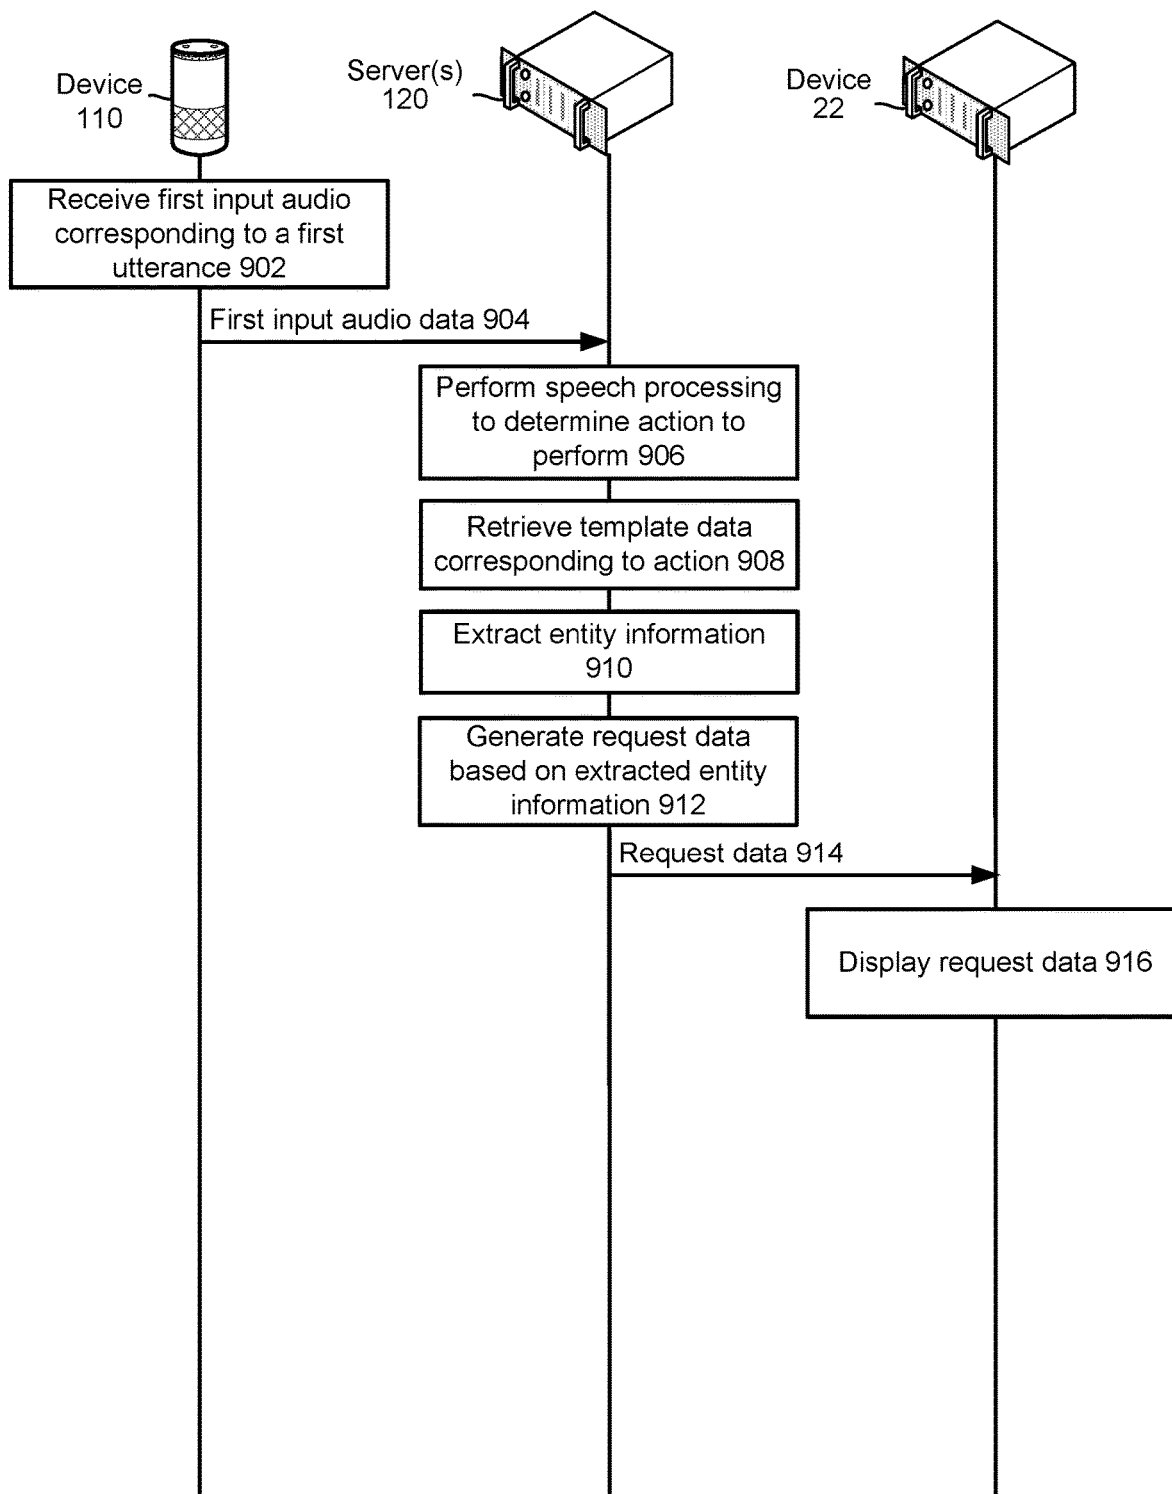 Device
110
Server(s)
120
Device
22
Receive first input audio
corresponding to a first
utterance 902
First input audio data 904
Perform speech processing
to determine action to
perform 906
Retrieve template data
corresponding to action 908
Extract entity information
910
Generate request data
based on extracted entity
information 912
Request data 914
Display request data 916